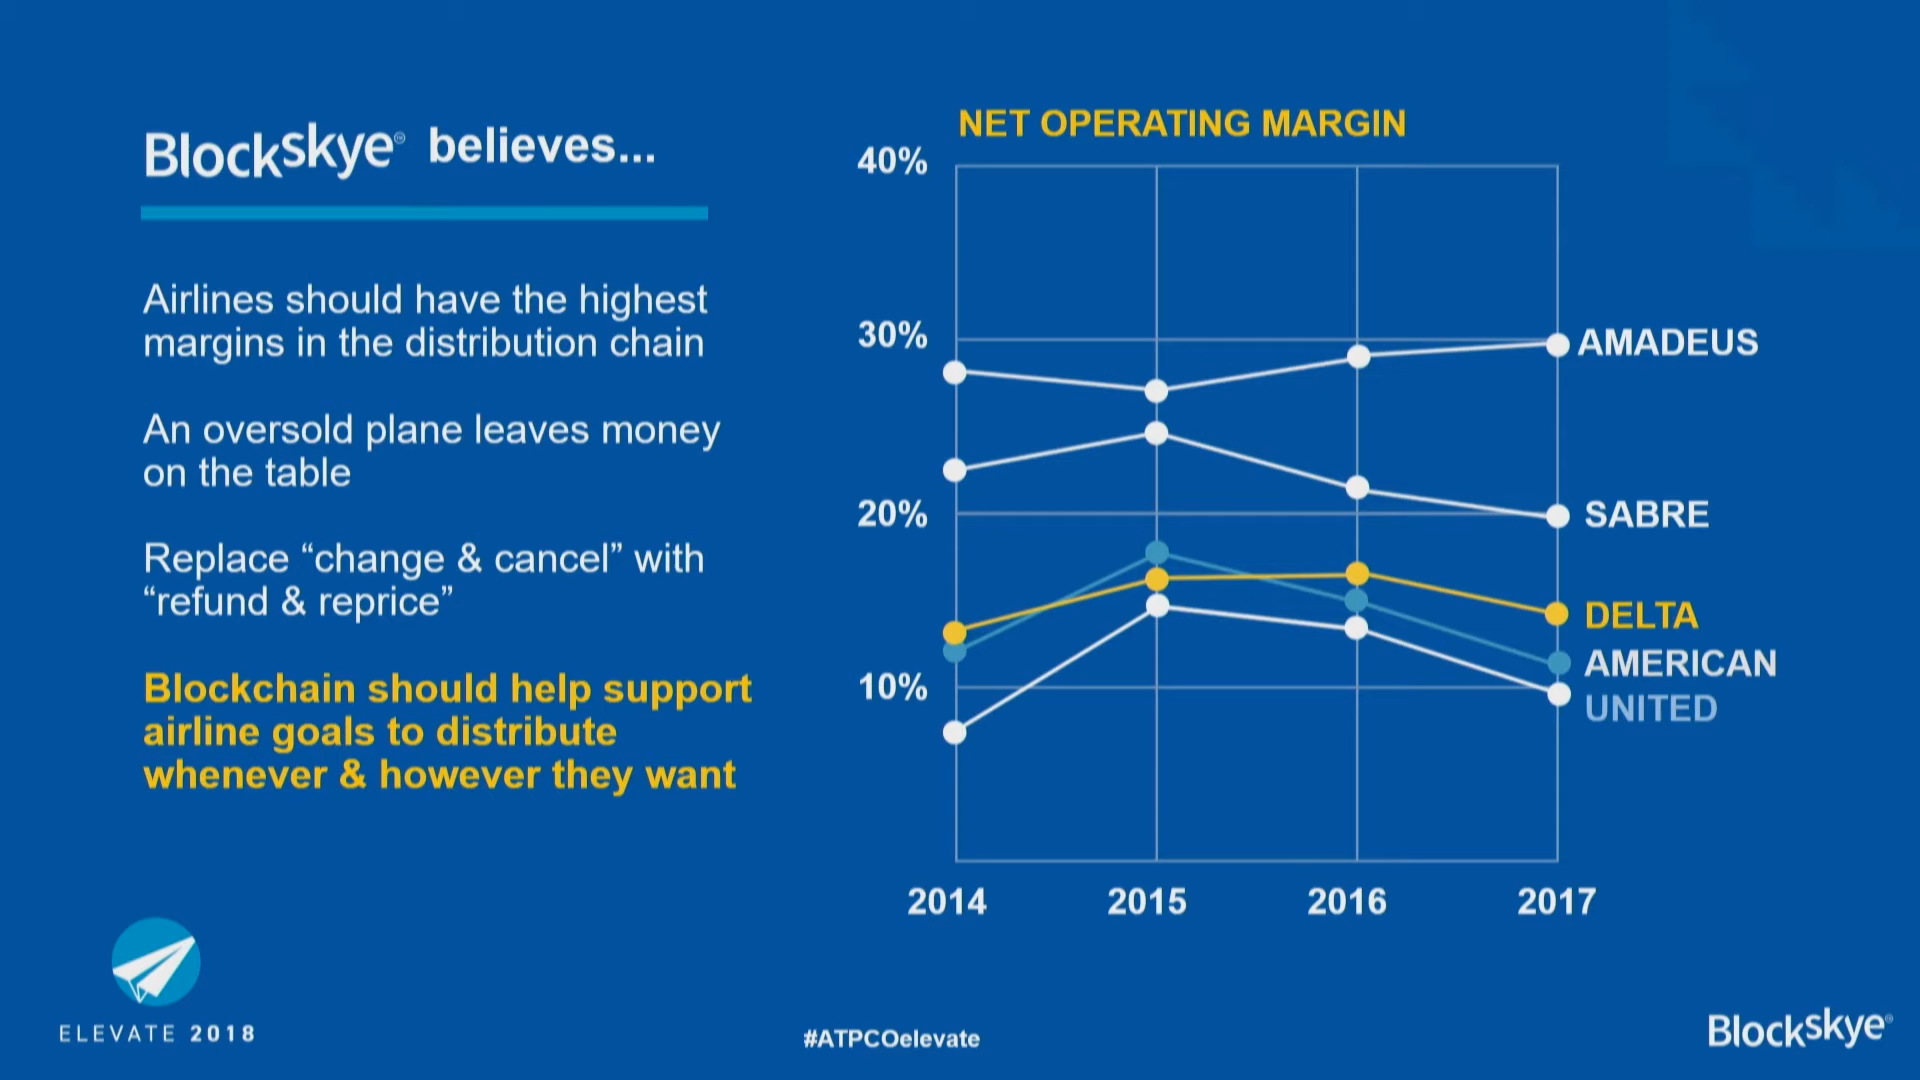 Blockskye® believes...
Airlines should have the highest
margins in the distribution chain
An oversold plane leaves money
on the table
Replace “change & cancel” with
“refund & reprice”
Blockchain should help support
airline goals to distribute
whenever & however they want
NET OPERATING MARGIN
40%
30%
20%
10%
AMADEUS
SABRE
DELTA
AMERICAN
UNITED
2014 2015 2016 2017
ELEVATE 2018
#ATPCOelevate
Blockskye®